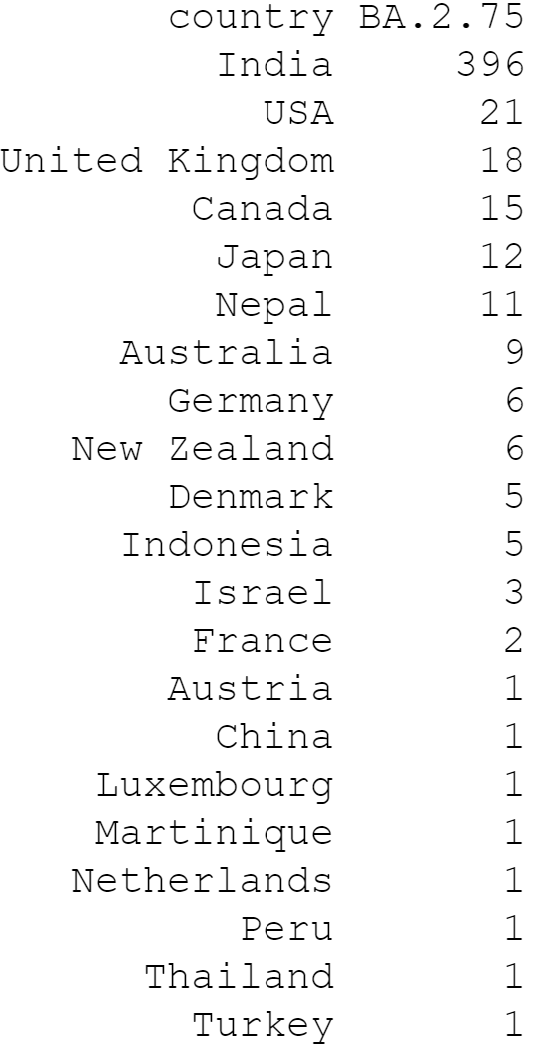 country BA.2.75
India 396
USA 21
United Kingdom 18
Canada 15
Japan 12
Nepal 11
Australia 9
Germany 6
New Zealand 6
Denmark 5
Indonesia 5
Israel 3
France 2
Austria 1
China 1
Luxembourg 1
Martinique 1
Netherlands 1
Peru 1
Thailand 1
Turkey 1